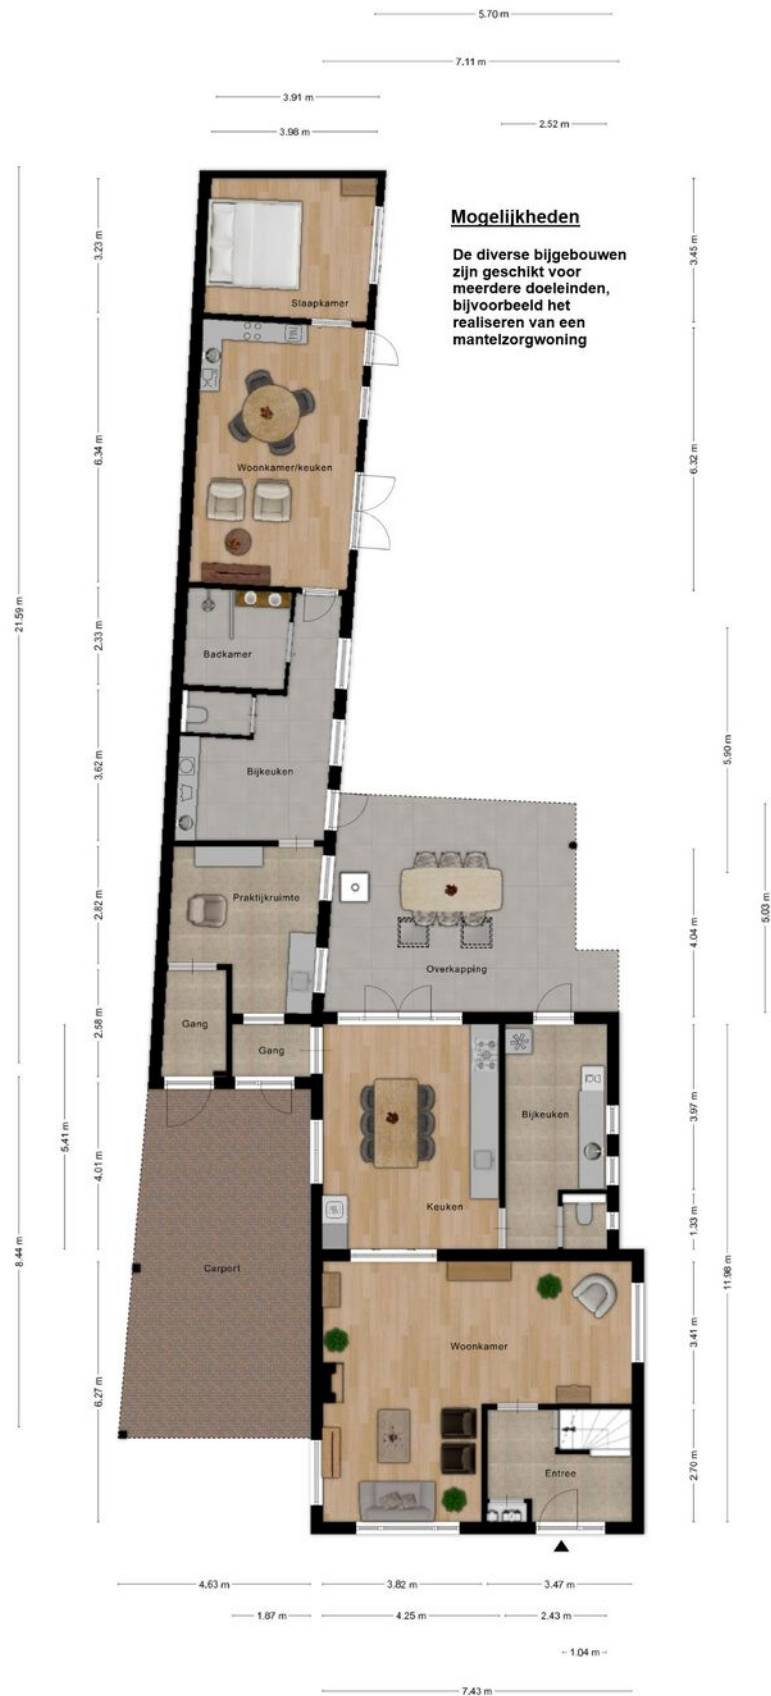 5.70 m
7.11 m
3.91 m
2.52 m
3.98 m
Mogelijkheden
De diverse bijgebouwen
zijn geschikt voor
meerdere doeleinden,
bijvoorbeeld het
realiseren van een
mantelzorgwoning
3.23 m
3.45 m
Slaapkamer
6.34 m
6.32 m
Woonkamer/keuken
21.59 m
2.33 m
Badkamer
5.90 m
3.62 m
Bijkeuken
2.82 m
Praktijkruimte
4.04 m
5.03 m
Overkapping
2.58 m
Gang
Gang
3.97 m
5.41 m
Bijkeuken
4.01 m
Keuken
1.33 m
8.44 m
Carport
11.98 m
Woonkamer
3.41 m
6.27 m
Entree
2.70 m
4.63 m
3.82 m
3.47 m
1.87 m
4.25 m
2.43 m
1.04 m
7.43 m